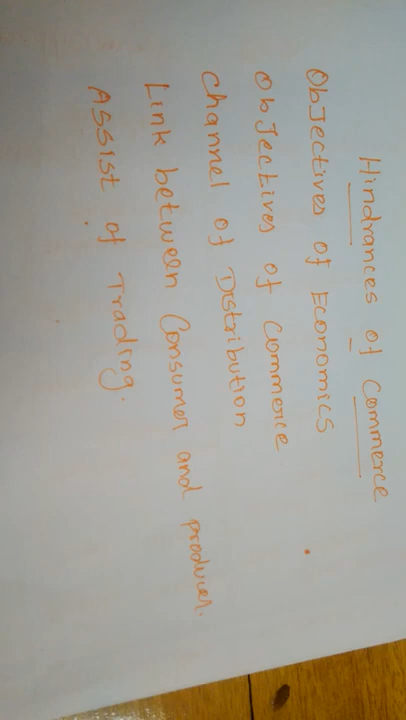 Hindrances of Commerce
Objectives of Economics
Objectives of Commerce
Channel of Distribution
Link between Consumer and producer.
Assist of Trading.